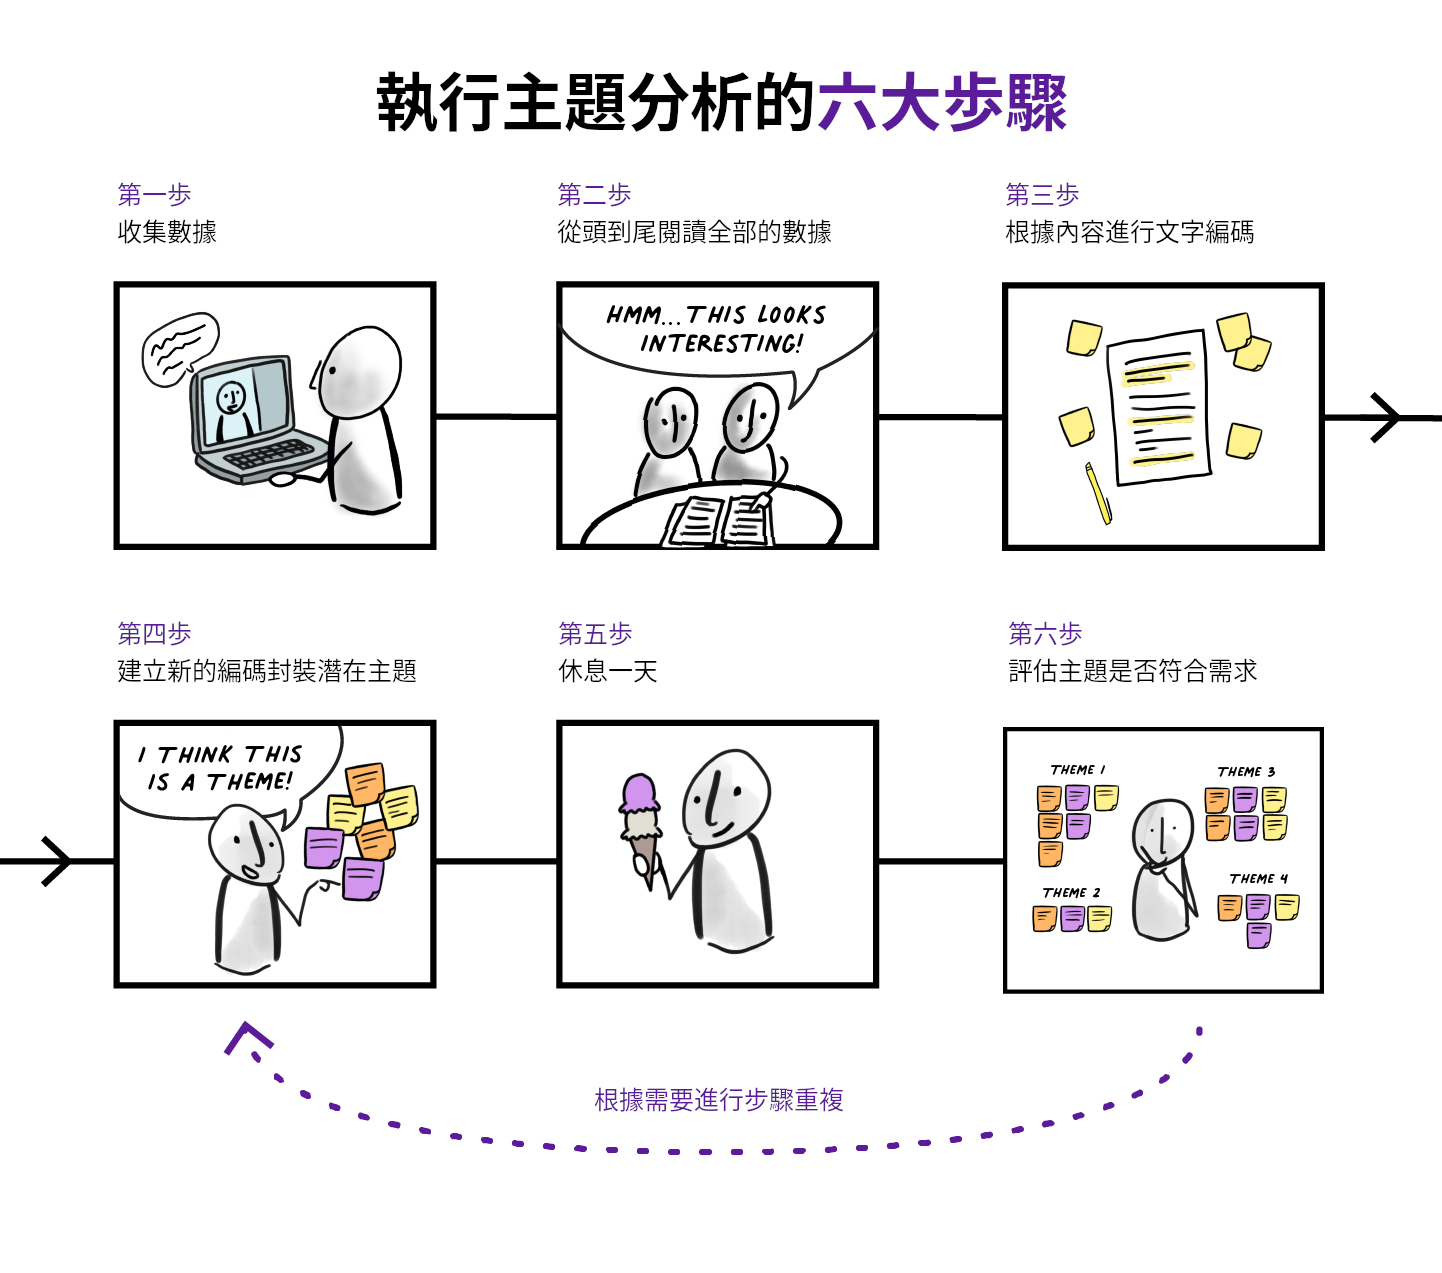 執行主題分析的六大步驟
第一步
收集數據
第二步
從頭到尾閱讀全部的數據
第三步
根據內容進行文字編碼
HMM...THIS LOOKS
INTERESTING!
第四步
建立新的編碼封裝潛在主題
第五步
休息一天
第六步
評估主題是否符合需求
I THINK THIS
IS A THEME!
THEME 1
THEME 3
THEME 2
THEME 4
根據需要進行步驟重複